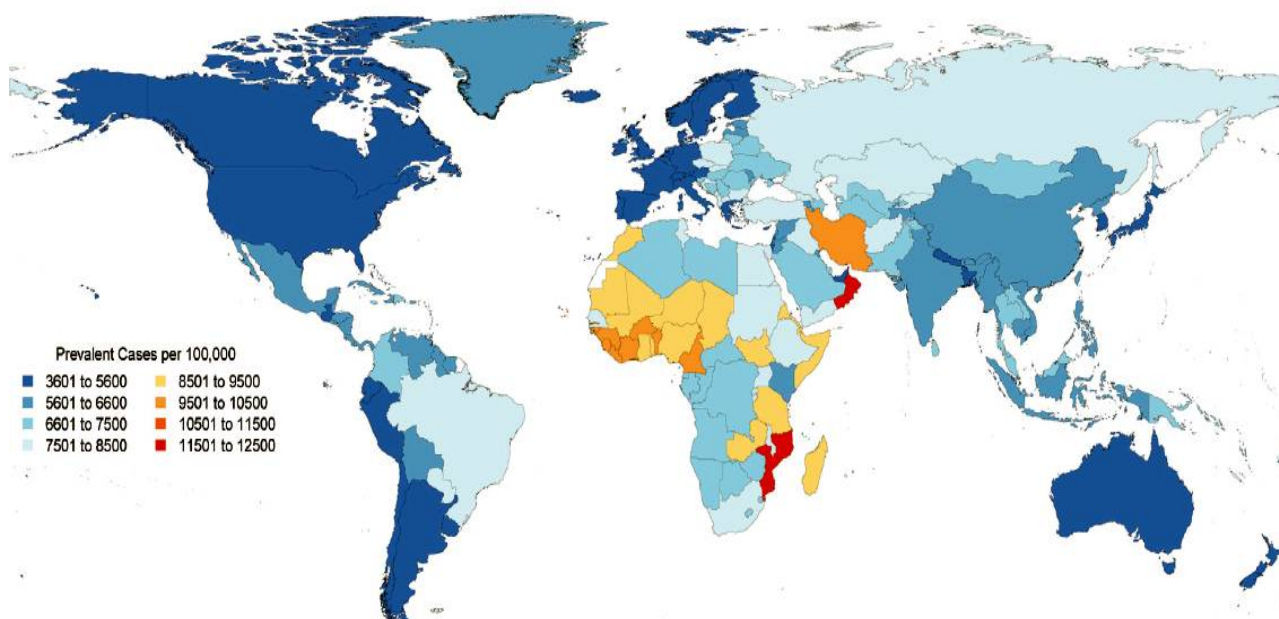 Prevalent Cases per 100,000
3601 to 5600 8501 to 9500
5601 to 6600 9501 to 10500
6601 to 7500 10501 to 11500
7501 to 8500 11501 to 12500